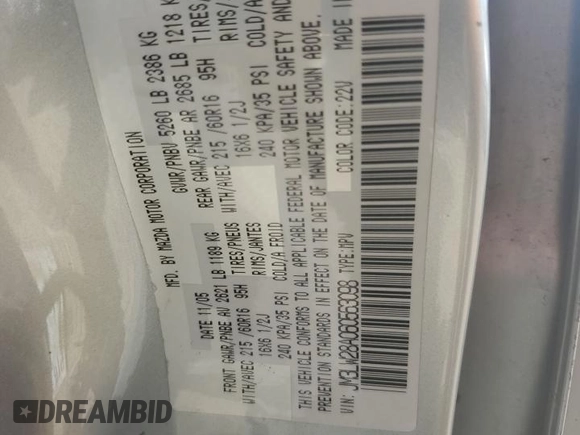 MFD. BY MAZDA MOTOR CORPORATION
DATE 11/05 GVWR/PNBV 5260 LB 2386 KG
FRONT GAWR/PNBE AV 2621 LB 1189 KG REAR GAWR/PNBE AR 2685 LB 1218 K
WITH/AVEC 215 /60R16 95H TIRES/PNEUS WITH/AVEC 215 /60R16 95H TIRES/
16X6 1/2J RIMS/JANTES 16X6 1/2J RIMS/
240 KPA/35 PSI COLD/A FROID 240 KPA/35 PSI COLD/A
THIS VEHICLE CONFORMS TO ALL APPLICABLE FEDERAL MOTOR VEHICLE SAFETY AND
STANDARDS IN EFFECT ON THE DATE OF MANUFACTURE SHOWN ABOVE.
VIN: JM3LW28A060563098 TYPE:MPV COLOR CODE:22V MADE I
DREAMBID
VEHICLE AUCTION HISTORY